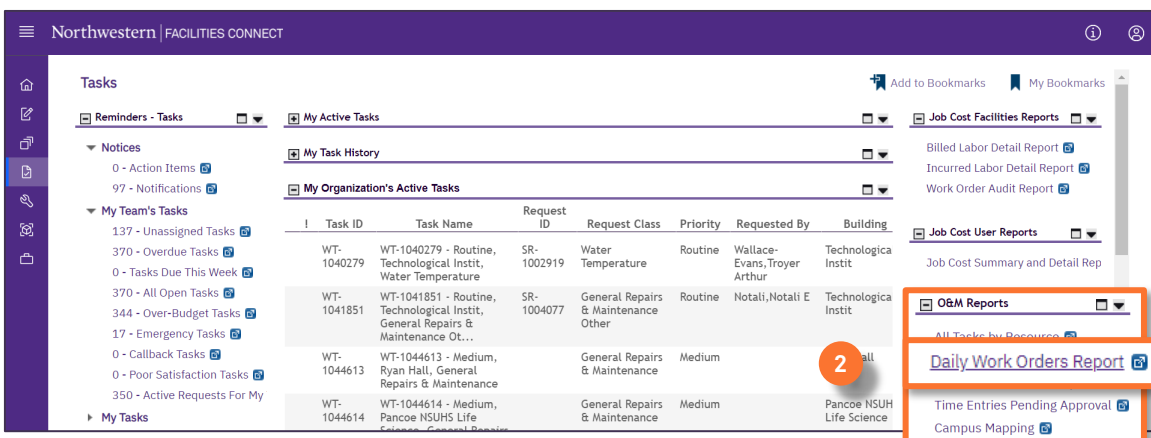 Northwestern | FACILITIES CONNECT
Tasks
Add to Bookmarks
My Bookmarks
Reminders - Tasks
Notices
0 - Action Items
97 - Notifications
My Team's Tasks
137 - Unassigned Tasks
370 - Overdue Tasks
0 - Tasks Due This Week
370 - All Open Tasks
344 - Over-Budget Tasks
17 - Emergency Tasks
0 - Callback Tasks
0 - Poor Satisfaction Tasks
350 - Active Requests For My
My Tasks
My Active Tasks
My Task History
My Organization's Active Tasks
! Task ID Task Name Request ID Request Class Priority Requested By Building
WT-1040279 WT-1040279 - Routine, Technological Instit, Water Temperature SR-1002919 Water Temperature Routine Wallace-Evans,Troyer Arthur Technologica Instit
WT-1041851 WT-1041851 - Routine, Technological Instit, General Repairs & Maintenance Ot... SR-1004077 General Repairs & Maintenance Other Routine Notali,Notali E Technologica Instit
WT-1044613 WT-1044613 - Medium, Ryan Hall, General Repairs & Maintenance General Repairs & Maintenance Medium
WT-1044614 WT-1044614 - Medium, Pancoe NSUHS Life Science, General Repairs General Repairs & Maintenance Medium Pancoe NSUH Life Science
Job Cost Facilities Reports
Billed Labor Detail Report
Incurred Labor Detail Report
Work Order Audit Report
Job Cost User Reports
Job Cost Summary and Detail Rep
O&M Reports
All Tasks by Resource
2
Daily Work Orders Report
Time Entries Pending Approval
Campus Mapping